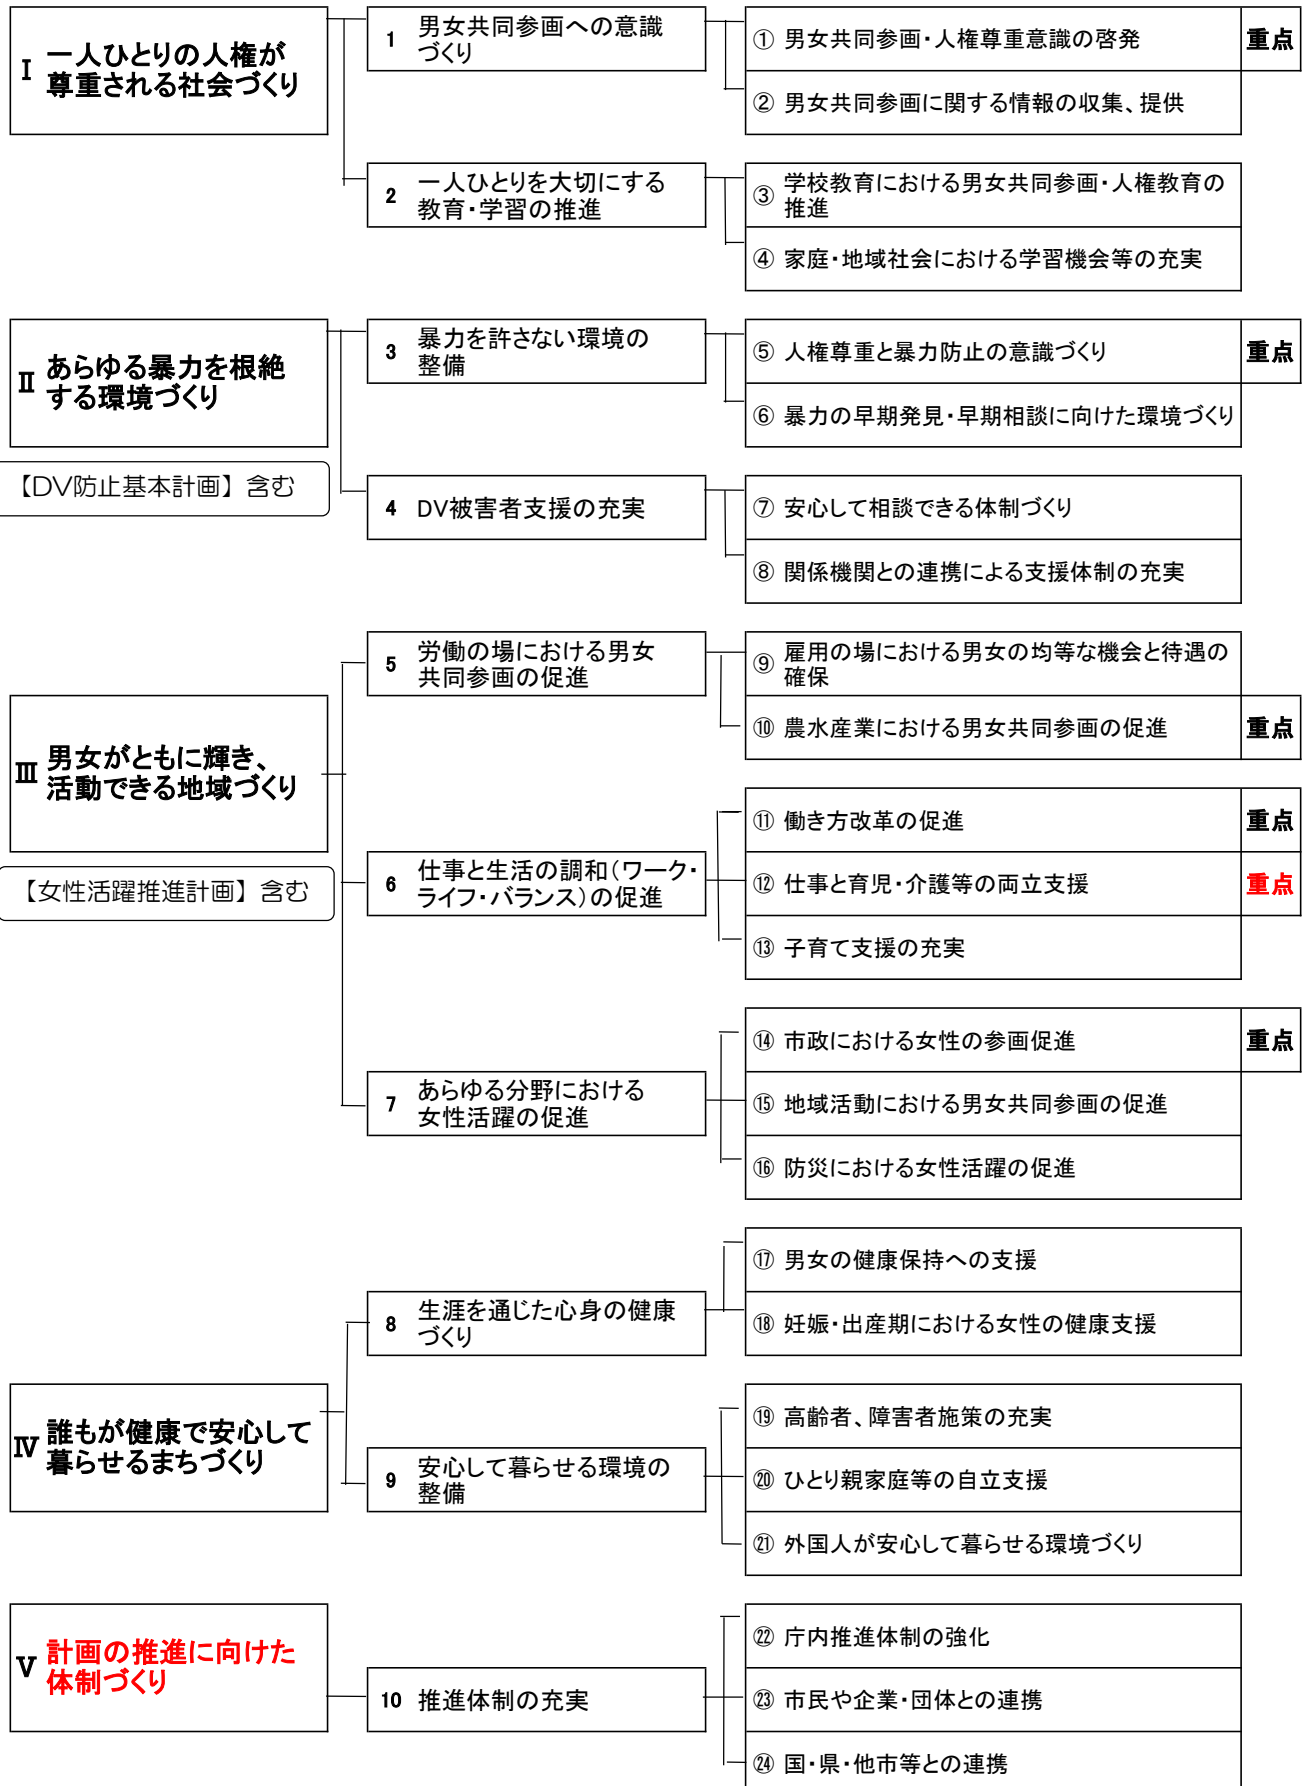 Ⅰ 一人ひとりの人権が
尊重される社会づくり
1 男女共同参画への意識
づくり
① 男女共同参画・人権尊重意識の啓発 重点
② 男女共同参画に関する情報の収集、提供
2 一人ひとりを大切にする
教育・学習の推進
③ 学校教育における男女共同参画・人権教育の
推進
④ 家庭・地域社会における学習機会等の充実
Ⅱ あらゆる暴力を根絶
する環境づくり
【DV防止基本計画】含む
3 暴力を許さない環境の
整備
⑤ 人権尊重と暴力防止の意識づくり 重点
⑥ 暴力の早期発見・早期相談に向けた環境づくり
4 DV被害者支援の充実
⑦ 安心して相談できる体制づくり
⑧ 関係機関との連携による支援体制の充実
Ⅲ 男女がともに輝き、
活動できる地域づくり
【女性活躍推進計画】含む
5 労働の場における男女
共同参画の促進
⑨ 雇用の場における男女の均等な機会と待遇の
確保
⑩ 農水産業における男女共同参画の促進 重点
6 仕事と生活の調和(ワーク・
ライフ・バランス)の促進
⑪ 働き方改革の促進 重点
⑫ 仕事と育児・介護等の両立支援 重点
⑬ 子育て支援の充実
7 あらゆる分野における
女性活躍の促進
⑭ 市政における女性の参画促進 重点
⑮ 地域活動における男女共同参画の促進
⑯ 防災における女性活躍の促進
Ⅳ 誰もが健康で安心して
暮らせるまちづくり
8 生涯を通じた心身の健康
づくり
⑰ 男女の健康保持への支援
⑱ 妊娠・出産期における女性の健康支援
9 安心して暮らせる環境の
整備
⑲ 高齢者、障害者施策の充実
⑳ ひとり親家庭等の自立支援
㉑ 外国人が安心して暮らせる環境づくり
Ⅴ 計画の推進に向けた
体制づくり
10 推進体制の充実
㉒ 庁内推進体制の強化
㉓ 市民や企業・団体との連携
㉔ 国・県・他市等との連携